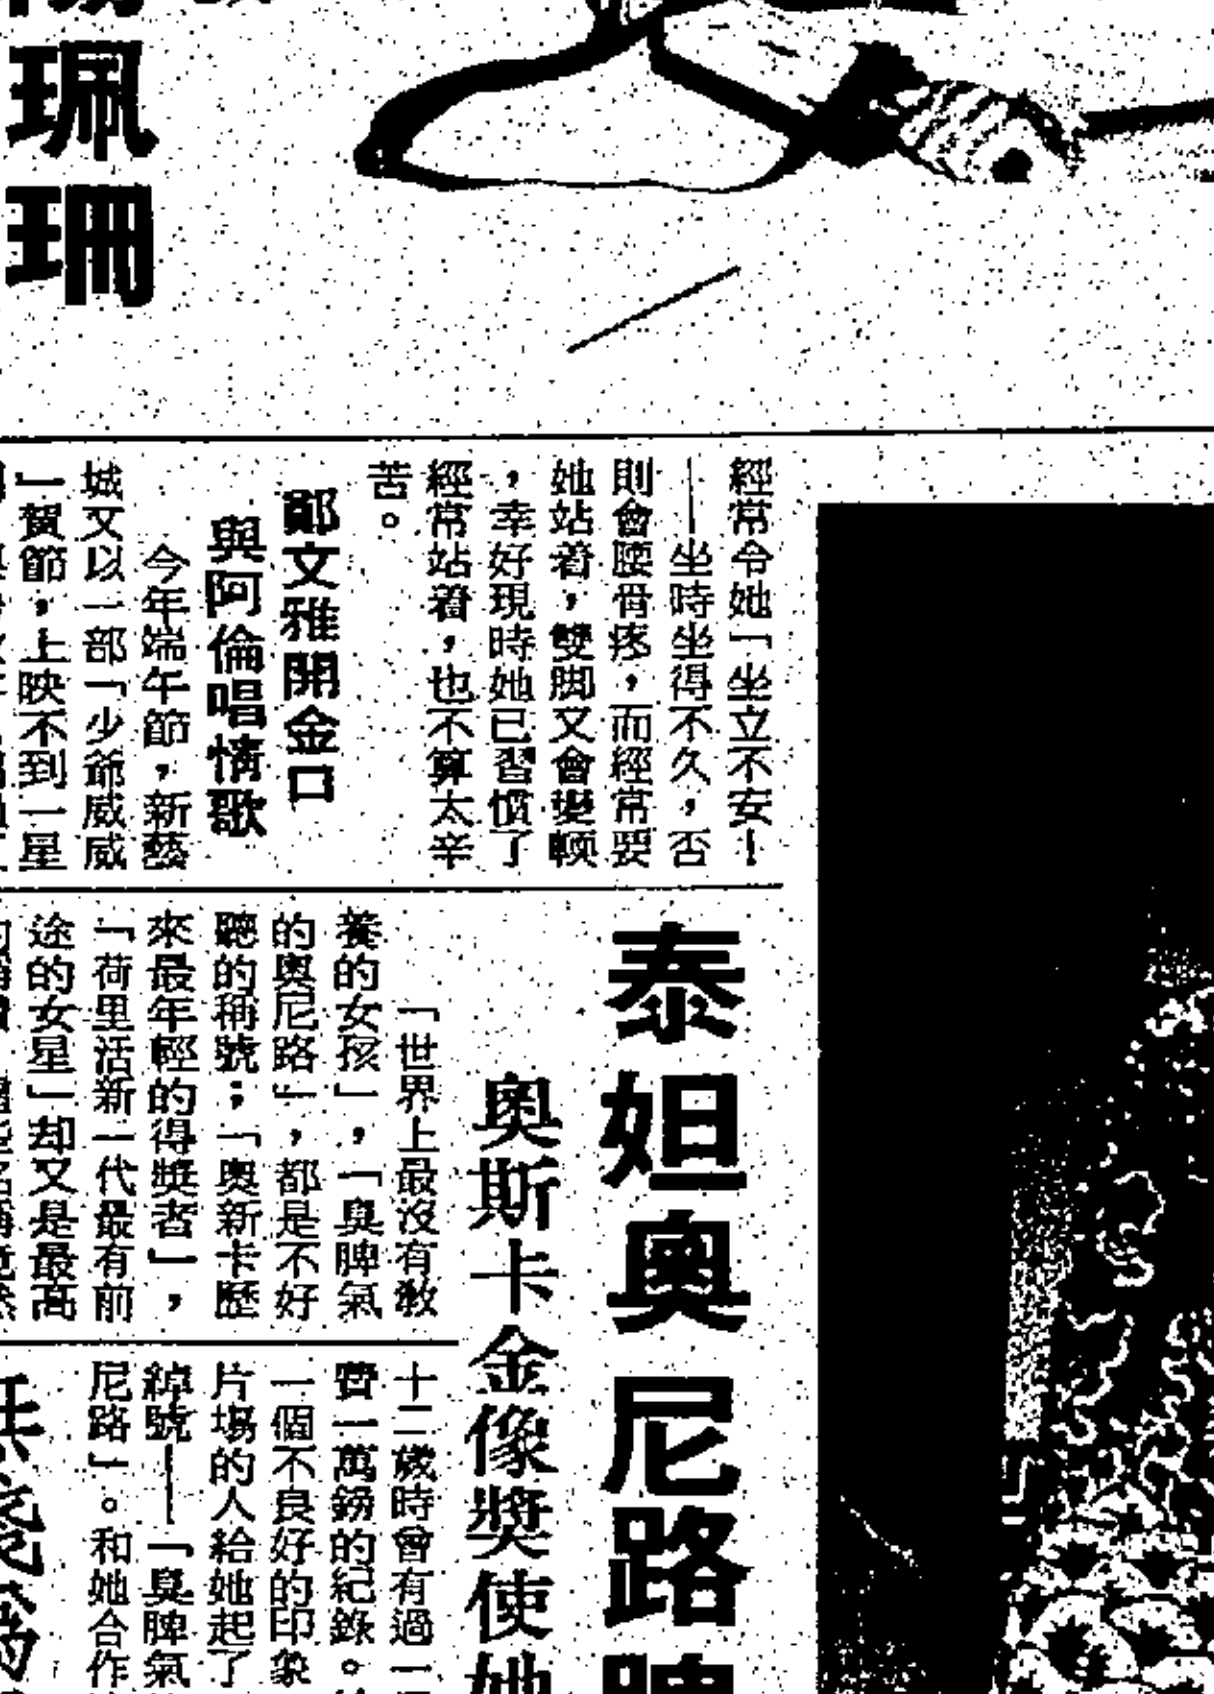 珮珊
經常令她「坐立不安！
——坐時坐得不久，否
則會腰骨疼，而經常要
她站着，雙脚又會變
，幸好現時她已習慣了
經常站着，也不算太辛
苦。
鄭文雅開金口
與阿倫唱情歌
今年端午節，新藝
城又以一部「少爺威威
」賀節，上映不到一星
泰妲奧尼路
奧斯卡金像獎使她
「世界上最沒有敎
養的女孩」，「臭脾氣
的奧尼路」，都是不好
聽的稱號；「奧新卡歷
來最年輕的得獎者」，
「荷里活新一代最有前
途的女星」却又是最高
十二歲時曾有過一
費一萬鎊的紀錄。
一個不良好的印象
片場的人給她起了
綽號——「臭脾氣
尼路」。和她合作